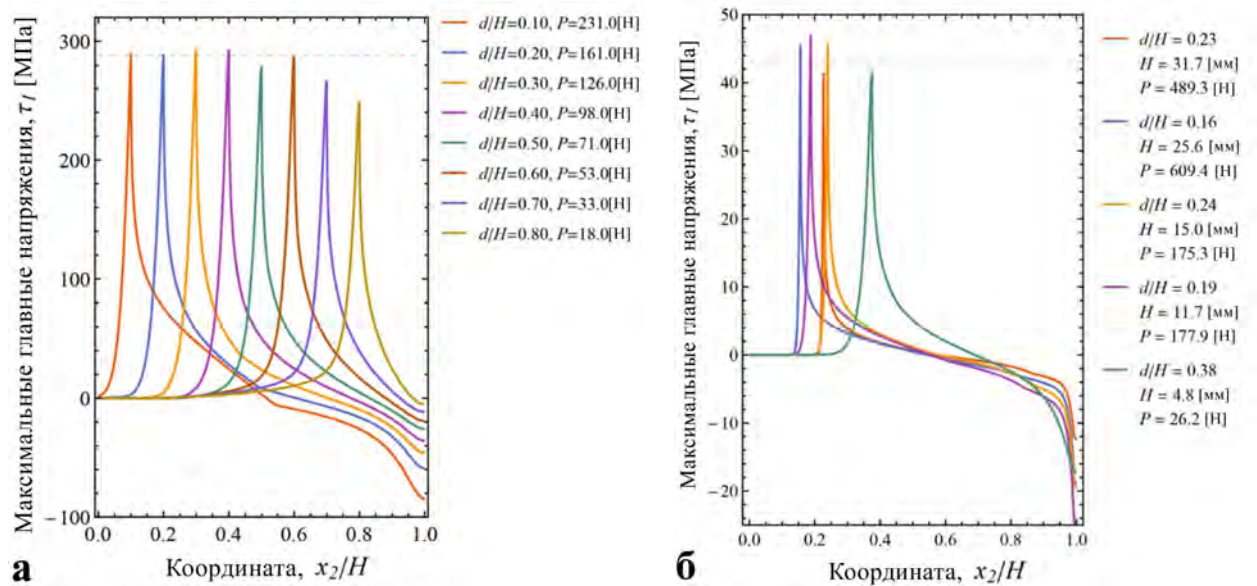 Максимальные главные напряжения, τ1 [МПа]
300
200
100
0
−100
0.0 0.2 0.4 0.6 0.8 1.0
Координата, x2/H
а
d/H=0.10, P=231.0[Н]
d/H=0.20, P=161.0[Н]
d/H=0.30, P=126.0[Н]
d/H=0.40, P=98.0[Н]
d/H=0.50, P=71.0[Н]
d/H=0.60, P=53.0[Н]
d/H=0.70, P=33.0[Н]
d/H=0.80, P=18.0[Н]
Максимальные главные напряжения, τ1 [МПа]
50
40
30
20
10
0
−10
−20
0.0 0.2 0.4 0.6 0.8 1.0
Координата, x2/H
б
d/H = 0.23
H = 31.7 [мм]
P = 489.3 [Н]
d/H = 0.16
H = 25.6 [мм]
P = 609.4 [Н]
d/H = 0.24
H = 15.0 [мм]
P = 175.3 [Н]
d/H = 0.19
H = 11.7 [мм]
P = 177.9 [Н]
d/H = 0.38
H = 4.8 [мм]
P = 26.2 [Н]